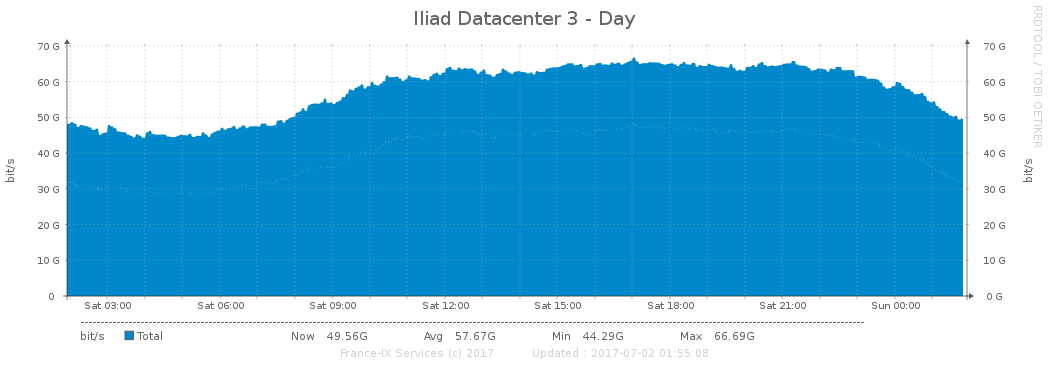 Iliad Datacenter 3 - Day
RRDTOOL / TOBI OETIKER
70 G 70 G
60 G 60 G
50 G 50 G
40 G 40 G
30 G 30 G
20 G 20 G
10 G 10 G
0 0 G
bit/s bit/s
Sat 03:00 Sat 06:00 Sat 09:00 Sat 12:00 Sat 15:00 Sat 18:00 Sat 21:00 Sun 00:00
bit/s Total Now 49.56G Avg 57.67G Min 44.29G Max 66.69G
France-IX Services (c) 2017 Updated : 2017-07-02 01:55:08